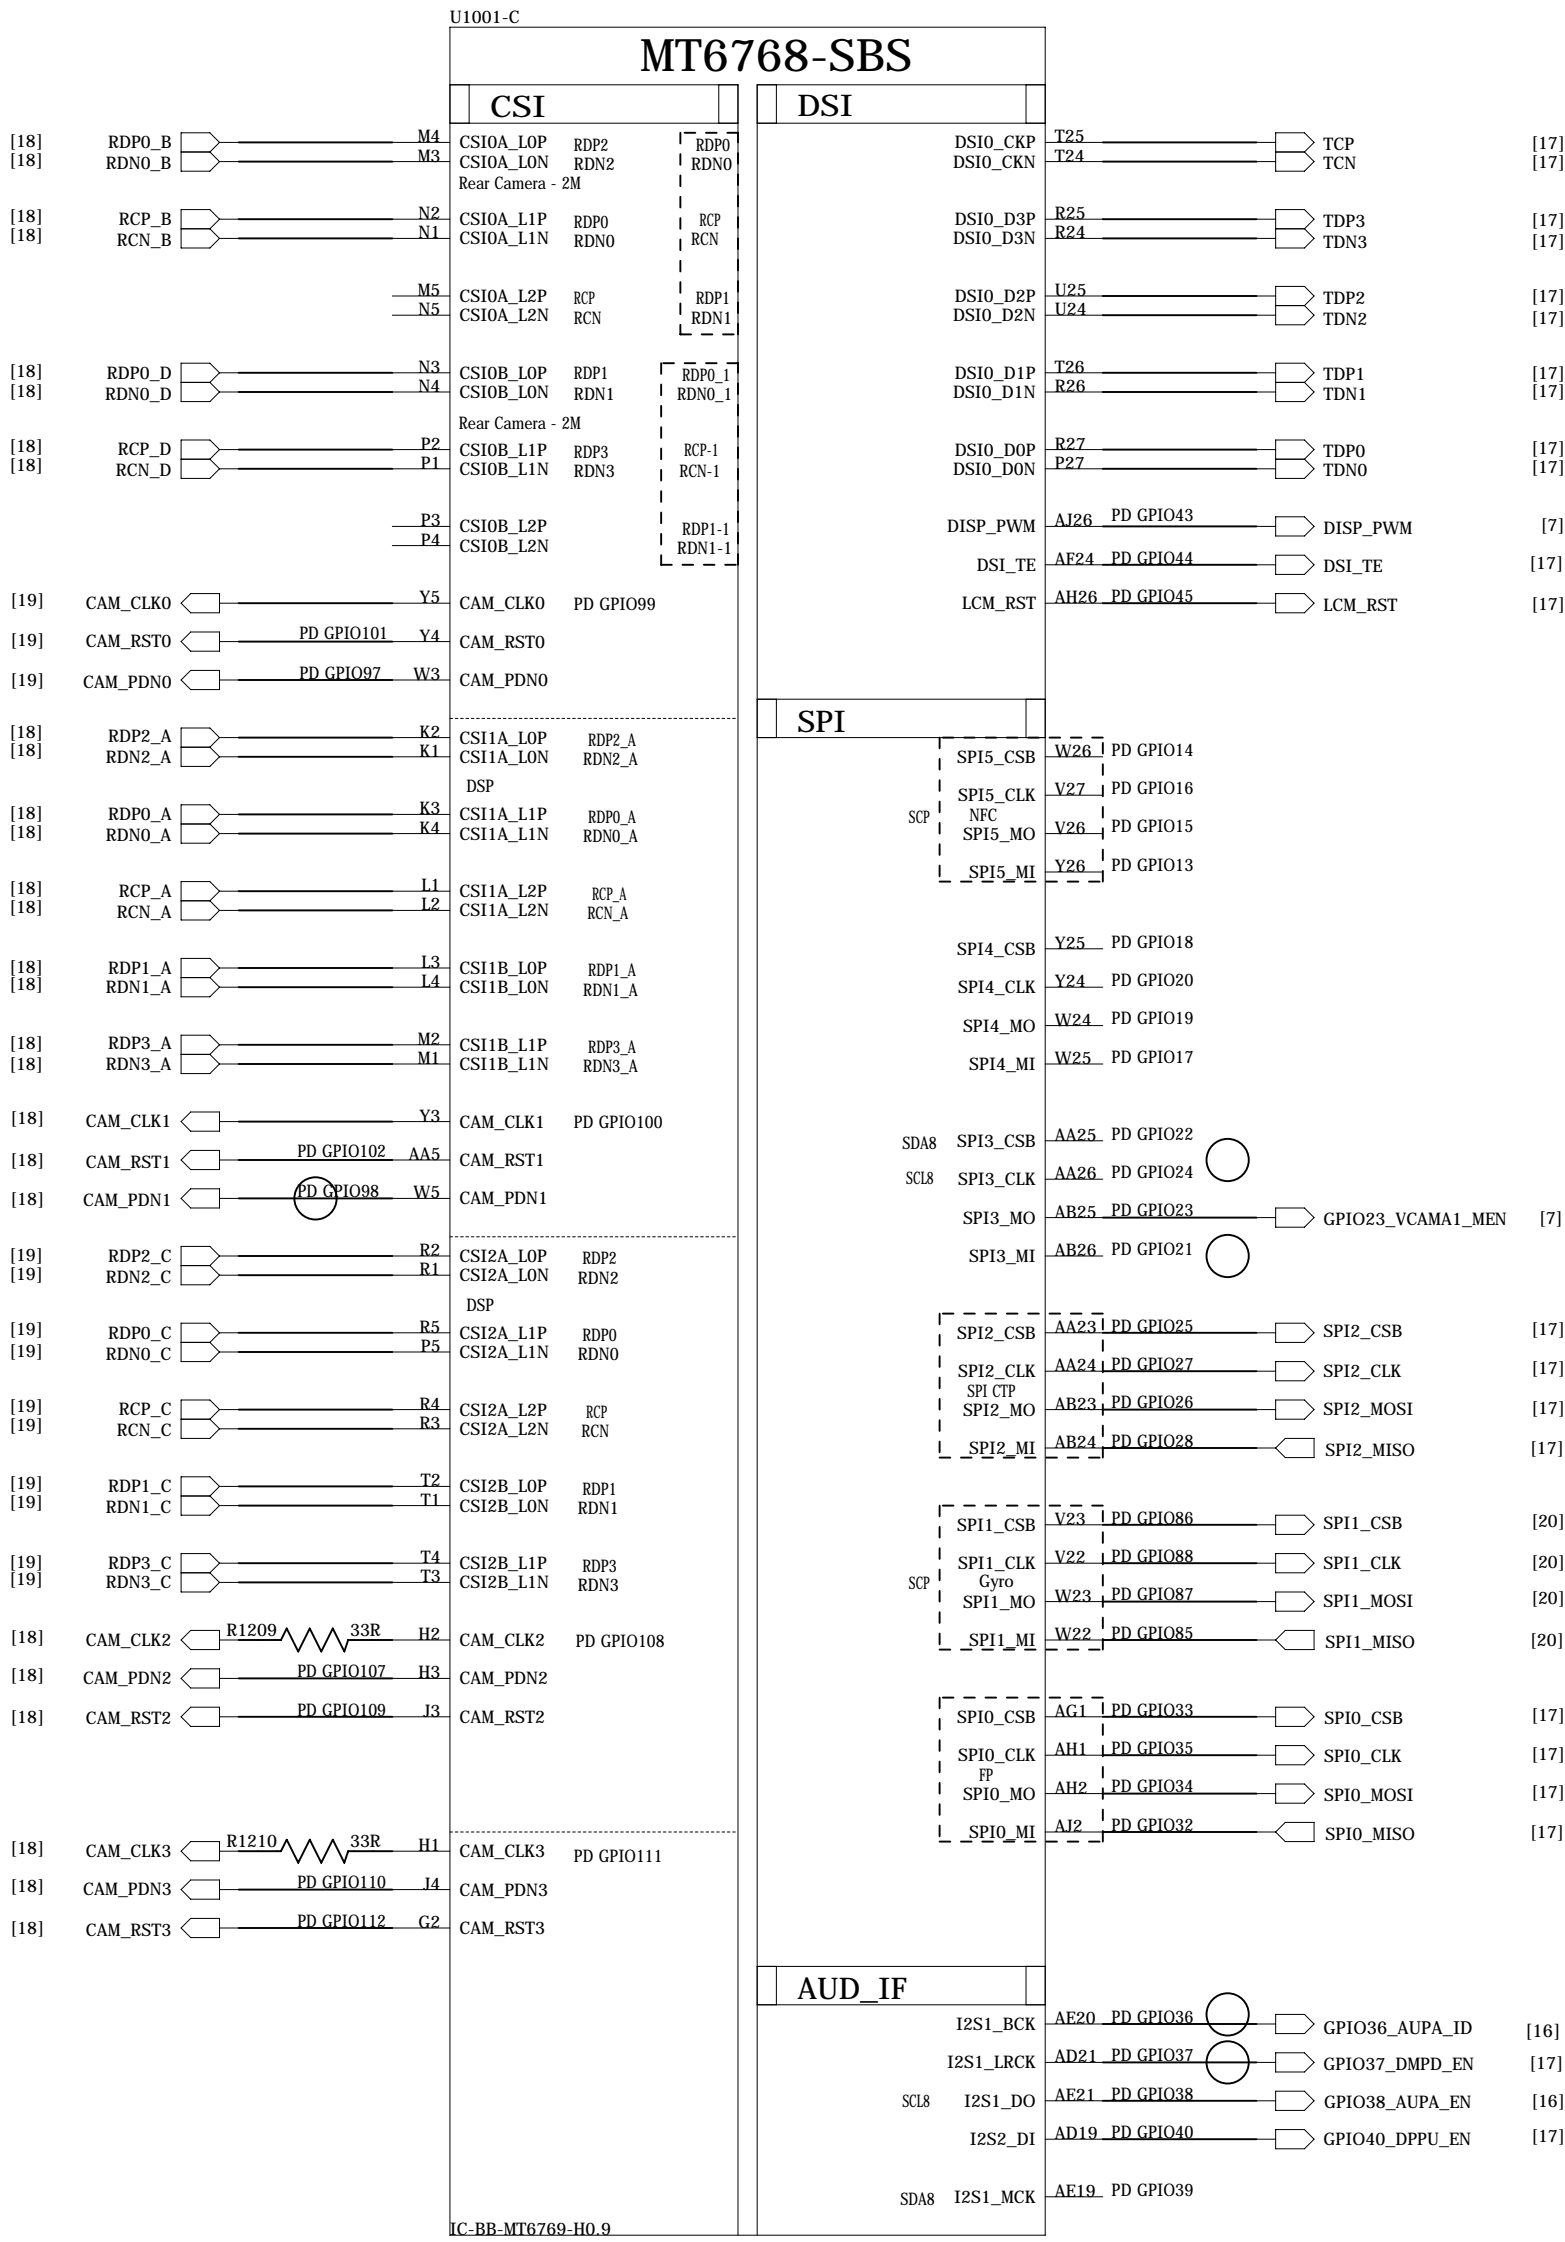 U1001-C
MT6768-SBS
CSI
[18] RDP0_B M4 CSI0A_L0P RDP2 RDP0
[18] RDN0_B M3 CSI0A_L0N RDN2 RDN0
Rear Camera - 2M
[18] RCP_B N2 CSI0A_L1P RDP0 RCP
[18] RCN_B N1 CSI0A_L1N RDN0 RCN
M5 CSI0A_L2P RCP RDP1
N5 CSI0A_L2N RCN RDN1
[18] RDP0_D N3 CSI0B_L0P RDP1 RDP0_1
[18] RDN0_D N4 CSI0B_L0N RDN1 RDN0_1
Rear Camera - 2M
[18] RCP_D P2 CSI0B_L1P RDP3 RCP-1
[18] RCN_D P1 CSI0B_L1N RDN3 RCN-1
P3 CSI0B_L2P RDP1-1
P4 CSI0B_L2N RDN1-1
[19] CAM_CLK0 Y5 CAM_CLK0 PD GPIO99
[19] CAM_RST0 PD GPIO101 Y4 CAM_RST0
[19] CAM_PDN0 PD GPIO97 W3 CAM_PDN0
[18] RDP2_A K2 CSI1A_L0P RDP2_A
[18] RDN2_A K1 CSI1A_L0N RDN2_A
DSP
[18] RDP0_A K3 CSI1A_L1P RDP0_A
[18] RDN0_A K4 CSI1A_L1N RDN0_A
[18] RCP_A L1 CSI1A_L2P RCP_A
[18] RCN_A L2 CSI1A_L2N RCN_A
[18] RDP1_A L3 CSI1B_L0P RDP1_A
[18] RDN1_A L4 CSI1B_L0N RDN1_A
[18] RDP3_A M2 CSI1B_L1P RDP3_A
[18] RDN3_A M1 CSI1B_L1N RDN3_A
[18] CAM_CLK1 Y3 CAM_CLK1 PD GPIO100
[18] CAM_RST1 PD GPIO102 AA5 CAM_RST1
[18] CAM_PDN1 PD GPIO98 W5 CAM_PDN1
[19] RDP2_C R2 CSI2A_L0P RDP2
[19] RDN2_C R1 CSI2A_L0N RDN2
DSP
[19] RDP0_C R5 CSI2A_L1P RDP0
[19] RDN0_C P5 CSI2A_L1N RDN0
[19] RCP_C R4 CSI2A_L2P RCP
[19] RCN_C R3 CSI2A_L2N RCN
[19] RDP1_C T2 CSI2B_L0P RDP1
[19] RDN1_C T1 CSI2B_L0N RDN1
[19] RDP3_C T4 CSI2B_L1P RDP3
[19] RDN3_C T3 CSI2B_L1N RDN3
[18] CAM_CLK2 R1209 33R H2 CAM_CLK2 PD GPIO108
[18] CAM_PDN2 PD GPIO107 H3 CAM_PDN2
[18] CAM_RST2 PD GPIO109 J3 CAM_RST2
[18] CAM_CLK3 R1210 33R H1 CAM_CLK3 PD GPIO111
[18] CAM_PDN3 PD GPIO110 J4 CAM_PDN3
[18] CAM_RST3 PD GPIO112 G2 CAM_RST3
IC-BB-MT6769-H0.9
DSI
DSI0_CKP T25 TCP [17]
DSI0_CKN T24 TCN [17]
DSI0_D3P R25 TDP3 [17]
DSI0_D3N R24 TDN3 [17]
DSI0_D2P U25 TDP2 [17]
DSI0_D2N U24 TDN2 [17]
DSI0_D1P T26 TDP1 [17]
DSI0_D1N R26 TDN1 [17]
DSI0_D0P R27 TDP0 [17]
DSI0_D0N P27 TDN0 [17]
DISP_PWM AJ26 PD GPIO43 DISP_PWM [7]
DSI_TE AF24 PD GPIO44 DSI_TE [17]
LCM_RST AH26 PD GPIO45 LCM_RST [17]
SPI
SPI5_CSB W26 PD GPIO14
SPI5_CLK V27 PD GPIO16
SCP NFC
SPI5_MO V26 PD GPIO15
SPI5_MI Y26 PD GPIO13
SPI4_CSB Y25 PD GPIO18
SPI4_CLK Y24 PD GPIO20
SPI4_MO W24 PD GPIO19
SPI4_MI W25 PD GPIO17
SDA8 SPI3_CSB AA25 PD GPIO22
SCL8 SPI3_CLK AA26 PD GPIO24
SPI3_MO AB25 PD GPIO23 GPIO23_VCAMA1_MEN [7]
SPI3_MI AB26 PD GPIO21
SPI2_CSB AA23 PD GPIO25 SPI2_CSB [17]
SPI2_CLK AA24 PD GPIO27 SPI2_CLK [17]
SPI CTP
SPI2_MO AB23 PD GPIO26 SPI2_MOSI [17]
SPI2_MI AB24 PD GPIO28 SPI2_MISO [17]
SPI1_CSB V23 PD GPIO86 SPI1_CSB [20]
SPI1_CLK V22 PD GPIO88 SPI1_CLK [20]
SCP Gyro
SPI1_MO W23 PD GPIO87 SPI1_MOSI [20]
SPI1_MI W22 PD GPIO85 SPI1_MISO [20]
SPI0_CSB AG1 PD GPIO33 SPI0_CSB [17]
SPI0_CLK AH1 PD GPIO35 SPI0_CLK [17]
FP
SPI0_MO AH2 PD GPIO34 SPI0_MOSI [17]
SPI0_MI AJ2 PD GPIO32 SPI0_MISO [17]
AUD_IF
I2S1_BCK AE20 PD GPIO36 GPIO36_AUPA_ID [16]
I2S1_LRCK AD21 PD GPIO37 GPIO37_DMPD_EN [17]
SCL8 I2S1_DO AE21 PD GPIO38 GPIO38_AUPA_EN [16]
I2S2_DI AD19 PD GPIO40 GPIO40_DPPU_EN [17]
SDA8 I2S1_MCK AE19 PD GPIO39